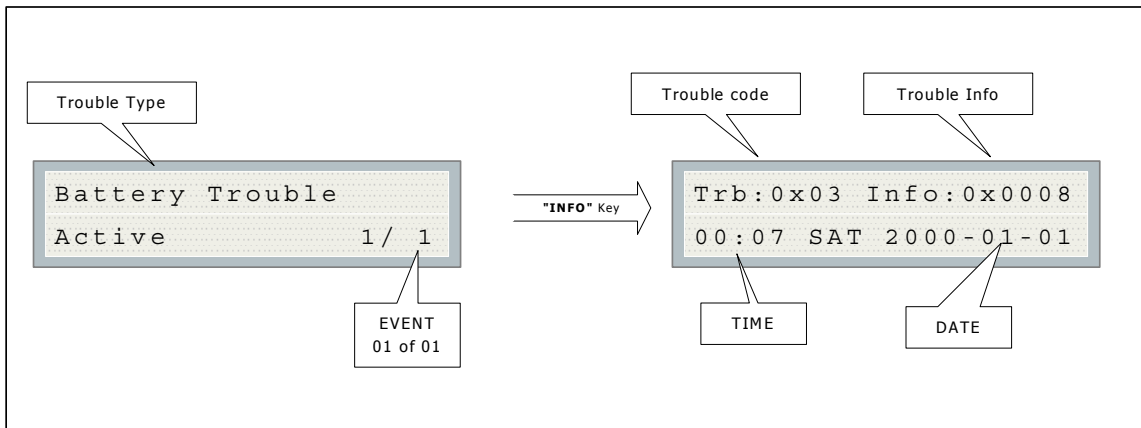 Trouble Type
Battery Trouble
Active 1/ 1
EVENT
01 of 01
"INFO" Key
Trouble code
Trouble Info
Trb:0x03 Info:0x0008
00:07 SAT 2000-01-01
TIME
DATE